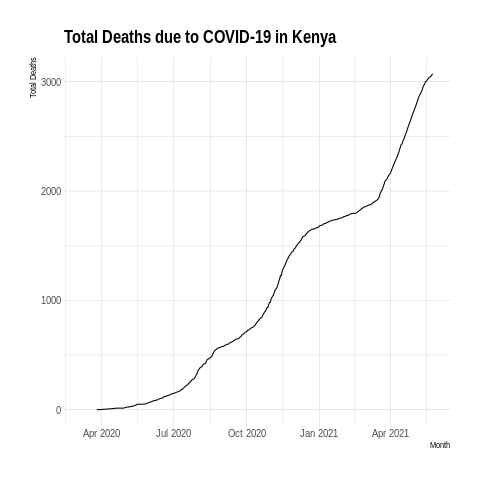 Total Deaths due to COVID-19 in Kenya
Total Deaths
3000
2000
1000
0
Apr 2020 Jul 2020 Oct 2020 Jan 2021 Apr 2021
Month